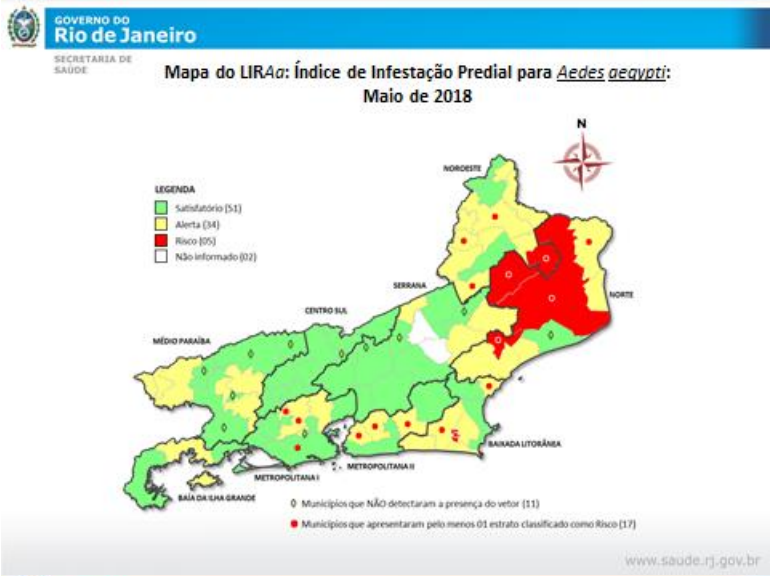 GOVERNO DO
Rio de Janeiro
SECRETARIA DE
SAÚDE
Mapa do LIRAa: Índice de Infestação Predial para Aedes aegypti:
Maio de 2018
N
NOROESTE
LEGENDA
Satisfatório (51)
Alerta (34)
Risco (05)
Não informado (02)
SERRANA
NORTE
CENTRO SUL
MÉDIO PARAÍBA
BAIXADA LITORÂNEA
METROPOLITANA II
METROPOLITANA I
BAÍA DA ILHA GRANDE
Municípios que NÃO detectaram a presença do vetor (11)
Municípios que apresentaram pelo menos 01 estrato classificado como Risco (17)
www.saude.rj.gov.br